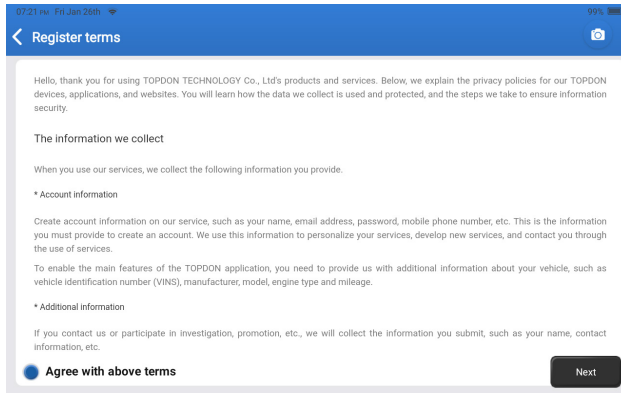 07:21 PM Fri Jan 26th
99%
Register terms
Hello, thank you for using TOPDON TECHNOLOGY Co., Ltd's products and services. Below, we explain the privacy policies for our TOPDON
devices, applications, and websites. You will learn how the data we collect is used and protected, and the steps we take to ensure information
security.
The information we collect
When you use our services, we collect the following information you provide.
* Account information
Create account information on our service, such as your name, email address, password, mobile phone number, etc. This is the information
you must provide to create an account. We use this information to personalize your services, develop new services, and contact you through
the use of services.
To enable the main features of the TOPDON application, you need to provide us with additional information about your vehicle, such as
vehicle identification number (VINS), manufacturer, model, engine type and mileage.
* Additional information
If you contact us or participate in investigation, promotion, etc., we will collect the information you submit, such as your name, contact
information, etc.
Agree with above terms
Next